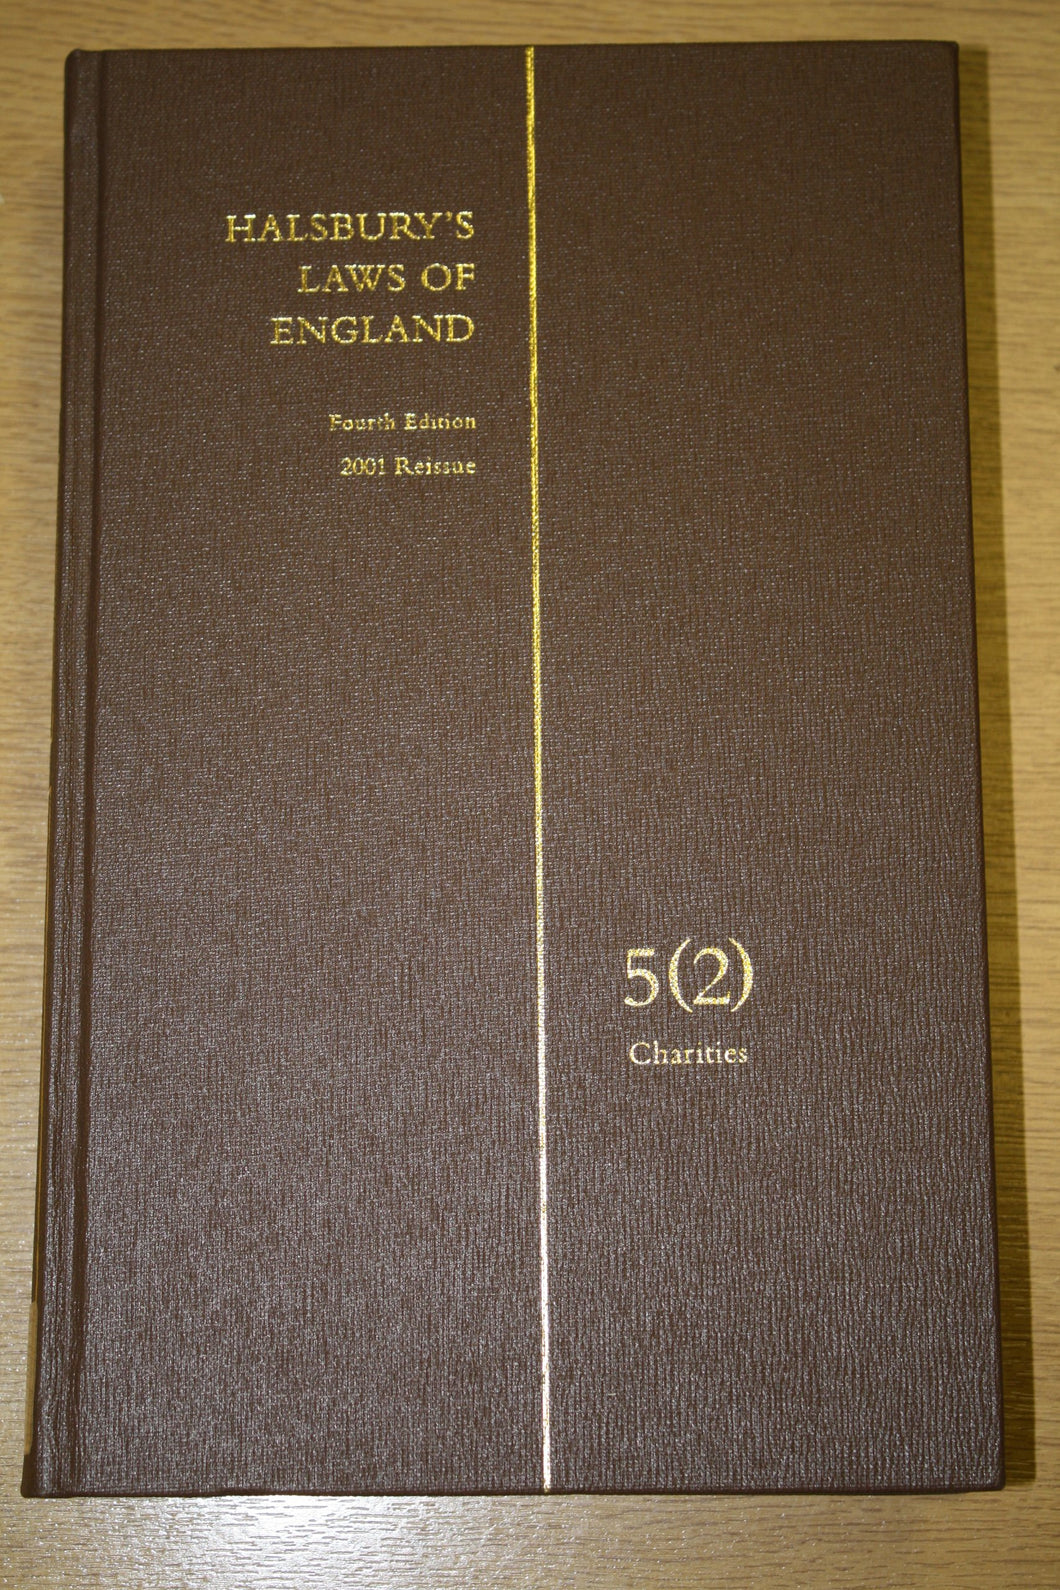 HALSBURY'S
LAWS OF
ENGLAND
Fourth Edition
2001 Reissue
5(2)
Charities